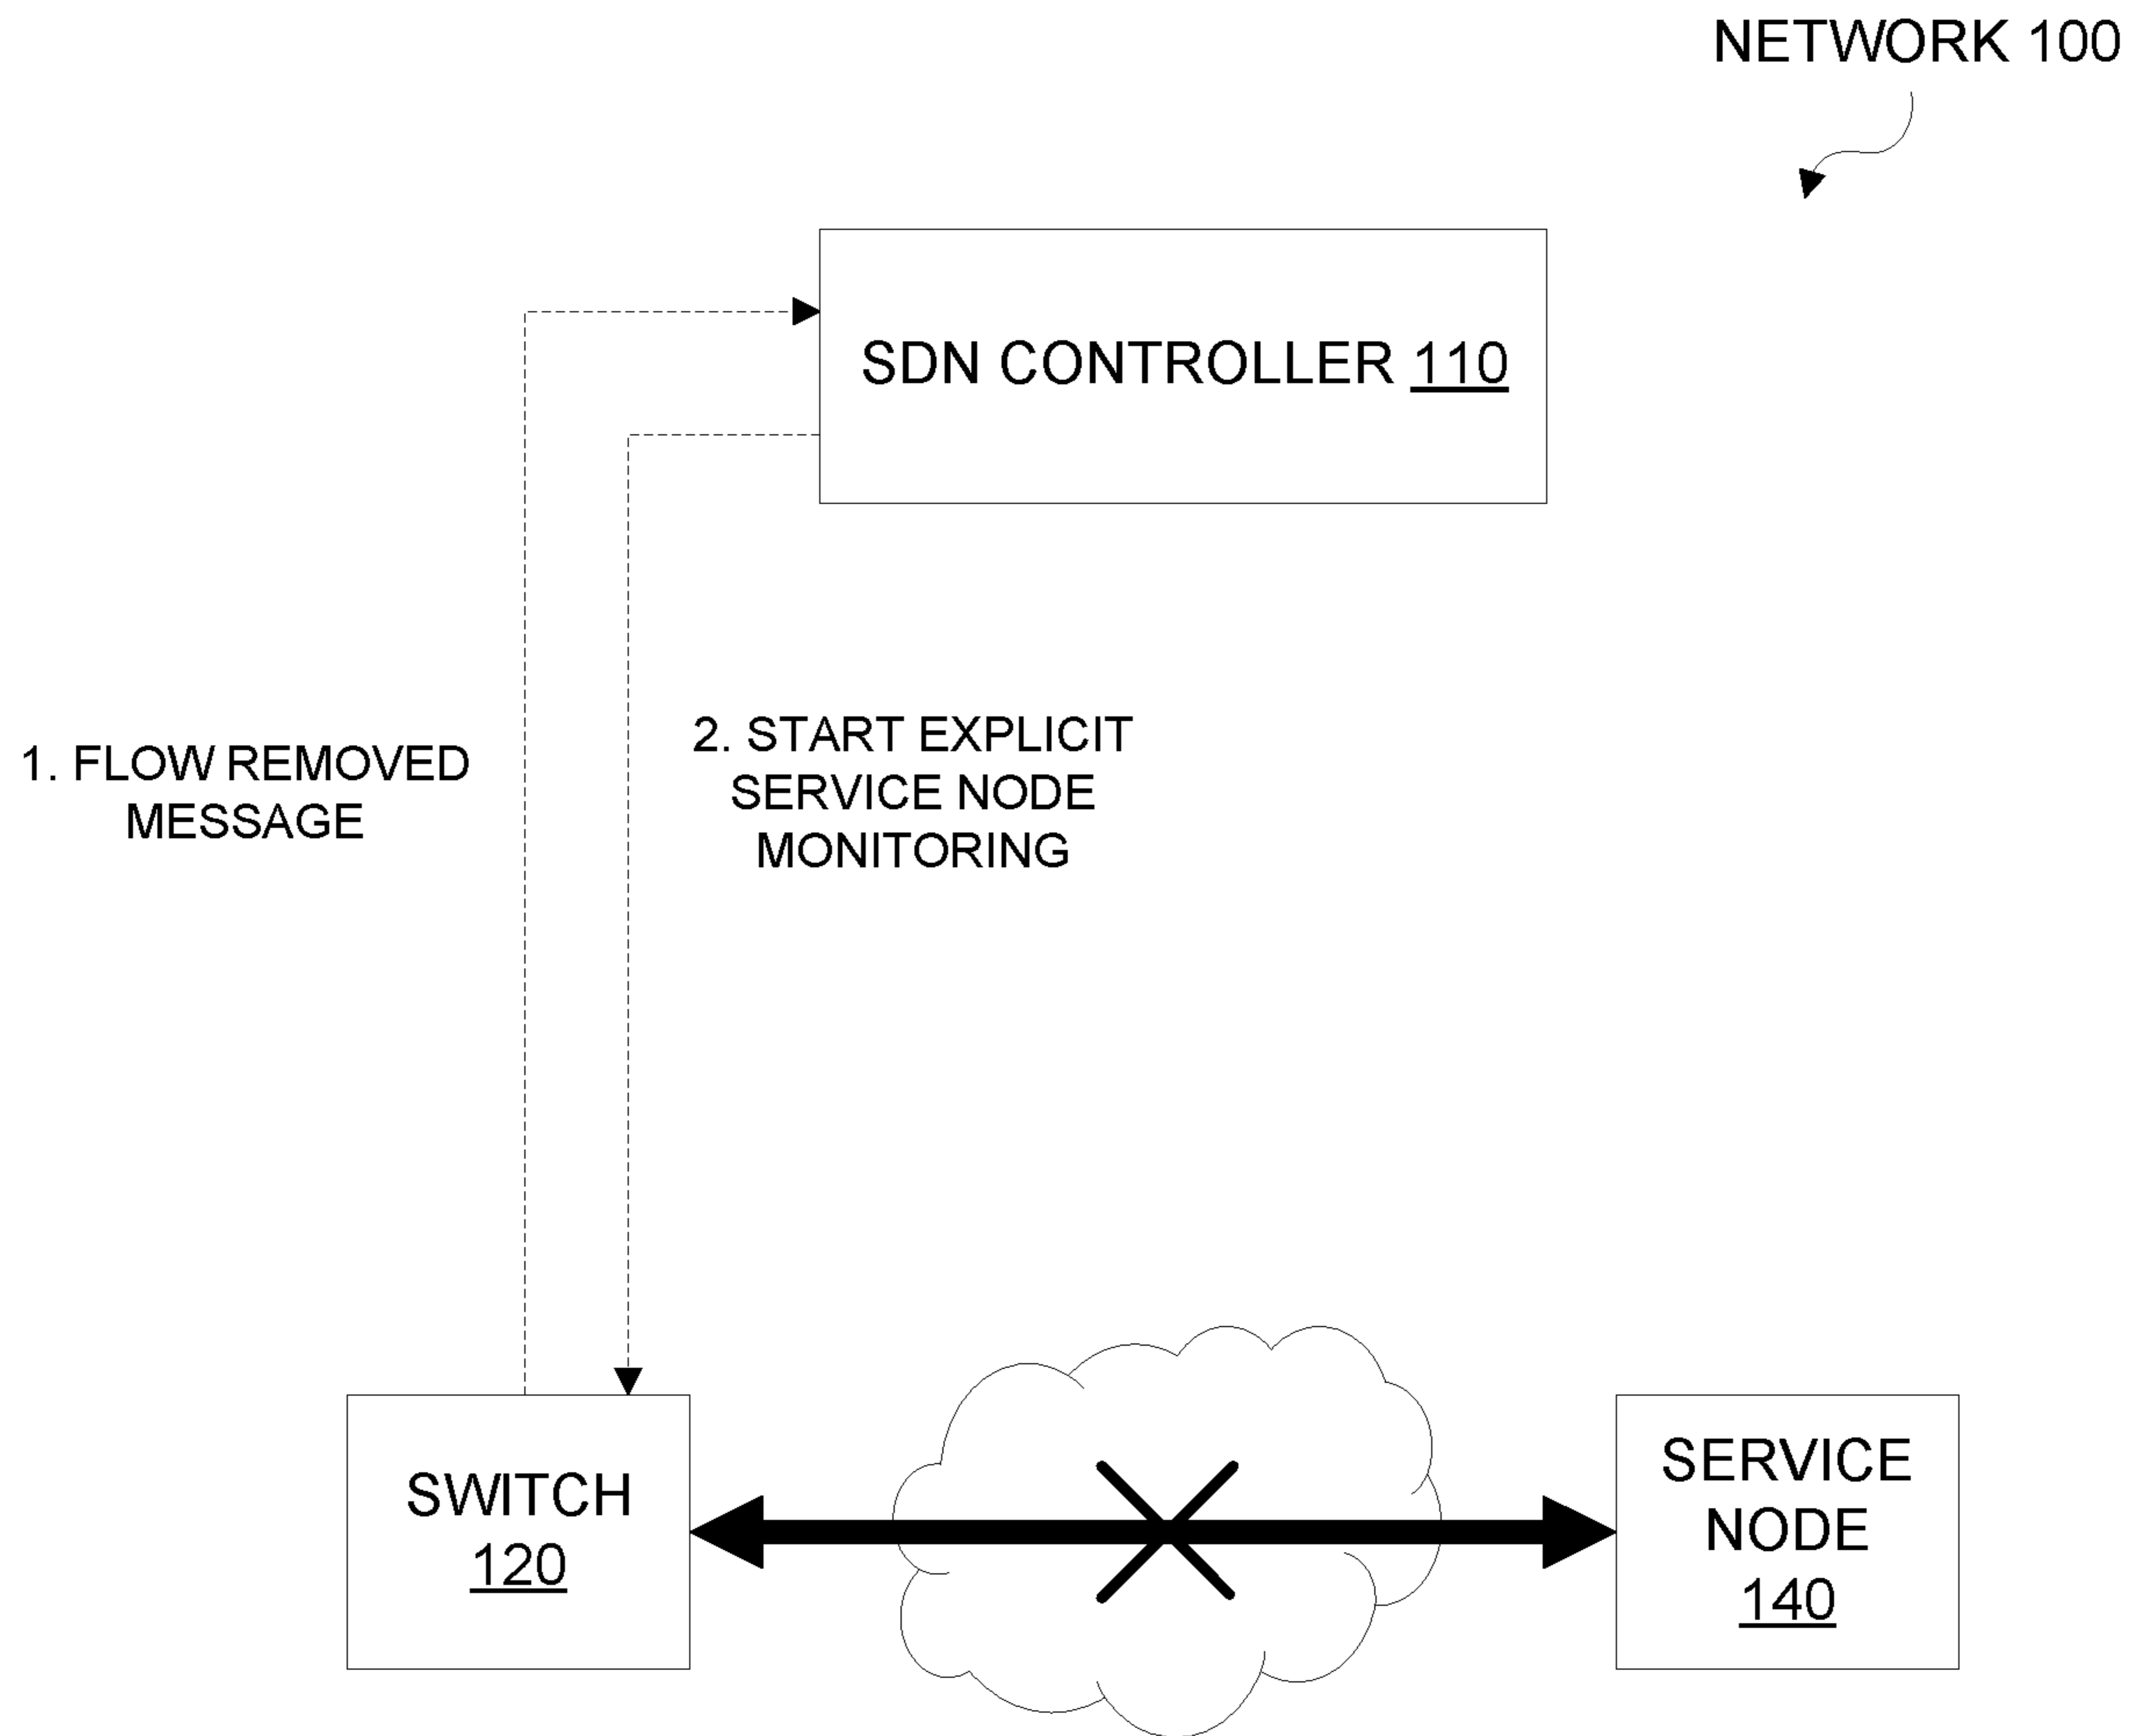 NETWORK 100
SDN CONTROLLER 110
1. FLOW REMOVED
MESSAGE
2. START EXPLICIT
SERVICE NODE
MONITORING
SWITCH
120
SERVICE
NODE
140